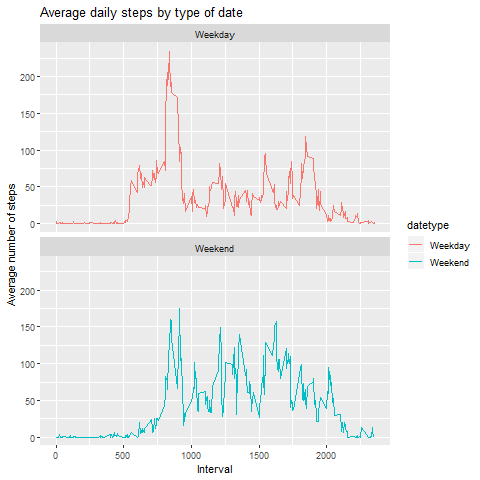 Average daily steps by type of date
Weekday
200
150
100
50
0
Weekend
200
150
100
50
0
0
500
1000
1500
2000
Interval
Average number of steps
datetype
Weekday
Weekend